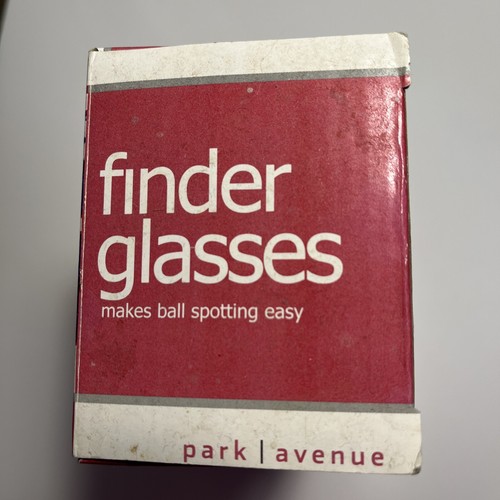 finder
glasses
makes ball spotting easy
park | avenue